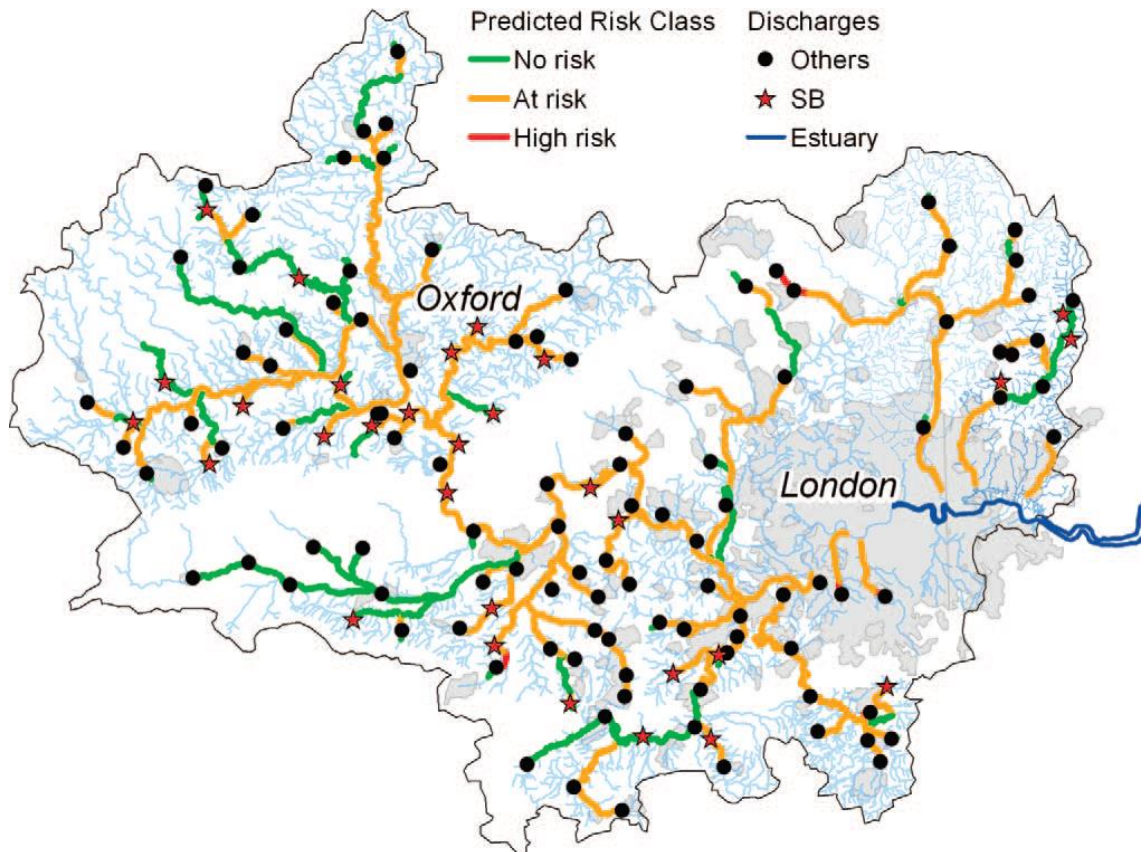 Predicted Risk Class
No risk
At risk
High risk
Discharges
Others
SB
Estuary
Oxford
London